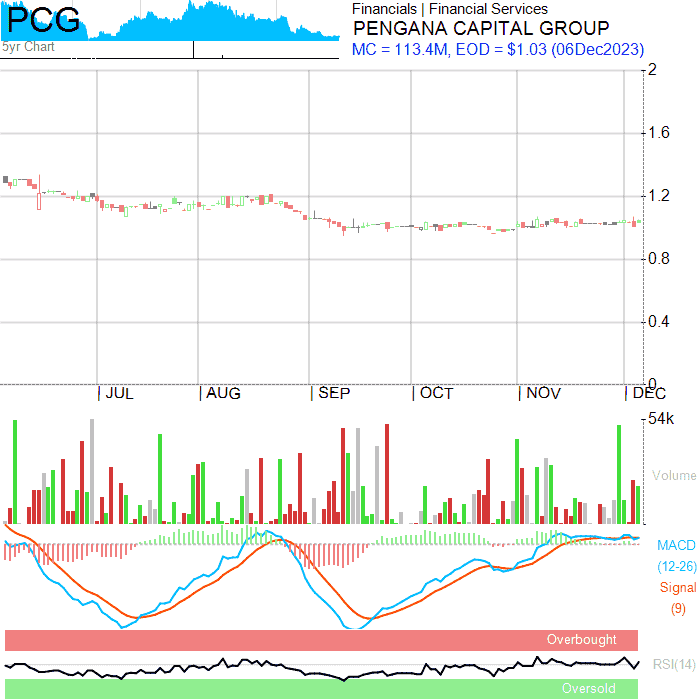 PCG
5yr Chart
Financials | Financial Services
PENGANA CAPITAL GROUP
MC = 113.4M, EOD = $1.03 (06Dec2023)
2
1.6
1.2
0.8
0.4
0
JUL
AUG
SEP
OCT
NOV
DEC
54k
Volume
MACD
(12-26)
Signal
(9)
Overbought
RSI(14)
Oversold